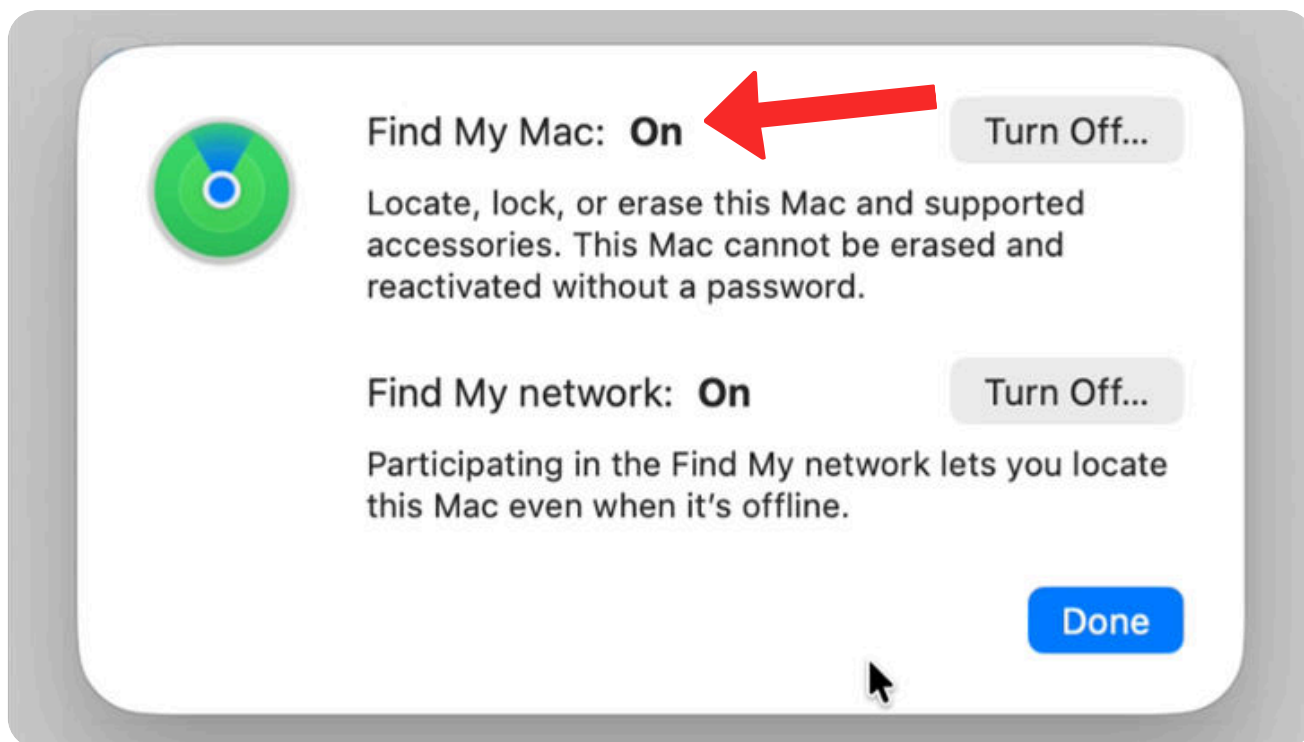 Find My Mac: On
Turn Off...
Locate, lock, or erase this Mac and supported
accessories. This Mac cannot be erased and
reactivated without a password.
Find My network: On
Turn Off...
Participating in the Find My network lets you locate
this Mac even when it’s offline.
Done